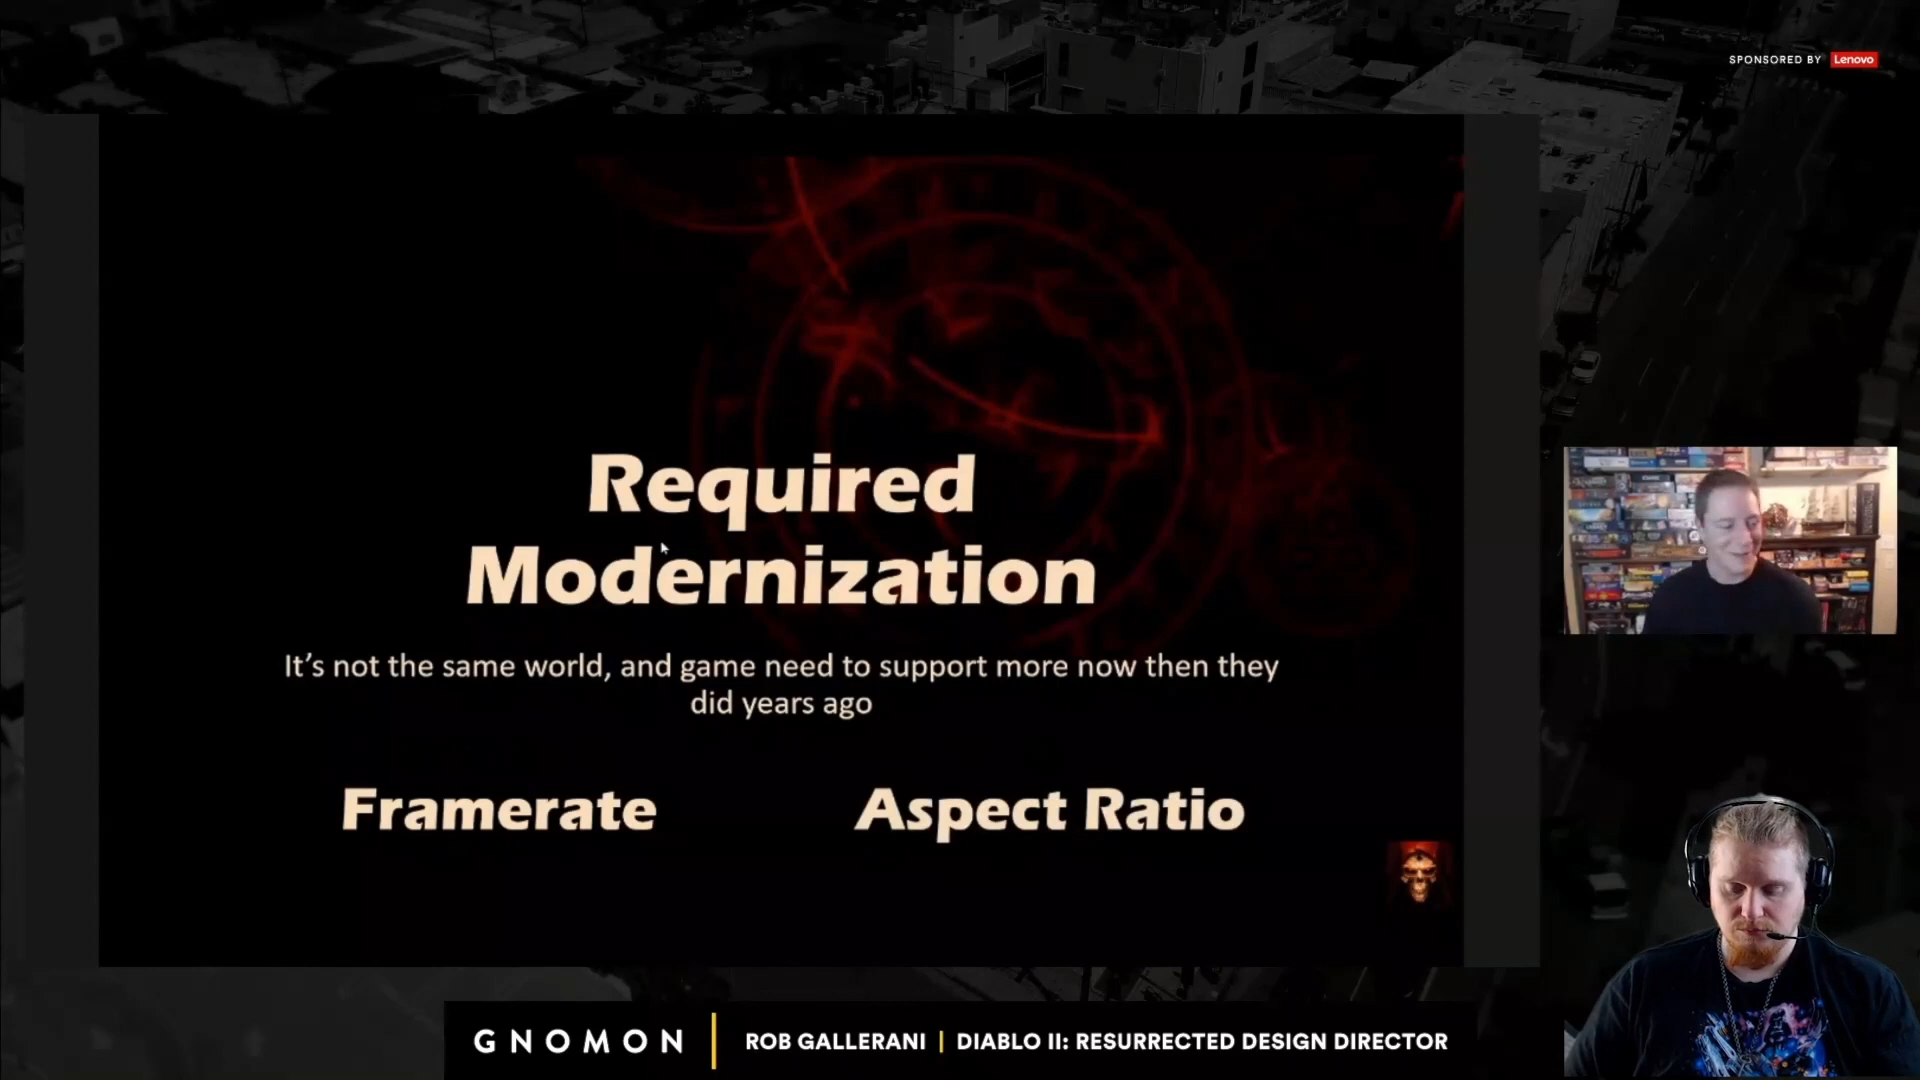 SPONSORED BY Lenovo
Required
Modernization
It's not the same world, and game need to support more now then they
did years ago
Framerate
Aspect Ratio
GNOMON | ROB GALLERANI | DIABLO II: RESURRECTED DESIGN DIRECTOR